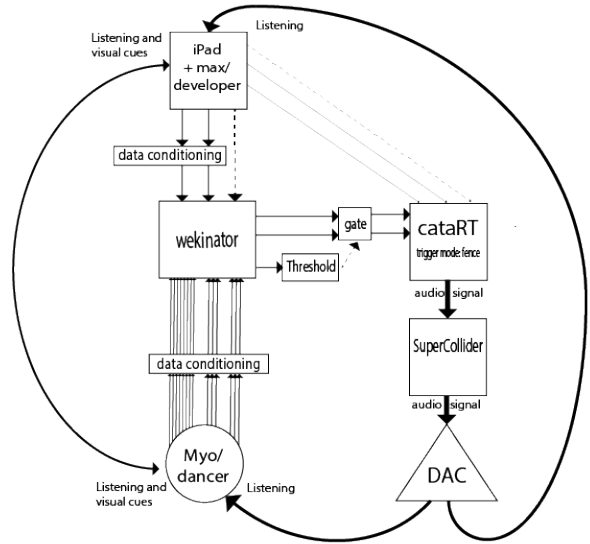 Listening
Listening and
visual cues
iPad
+ max/
developer
data conditioning
wekinator
gate
cataRT
trigger mode: fence
Threshold
audio signal
SuperCollider
data conditioning
audio signal
Myo/
dancer
DAC
Listening and
visual cues
Listening